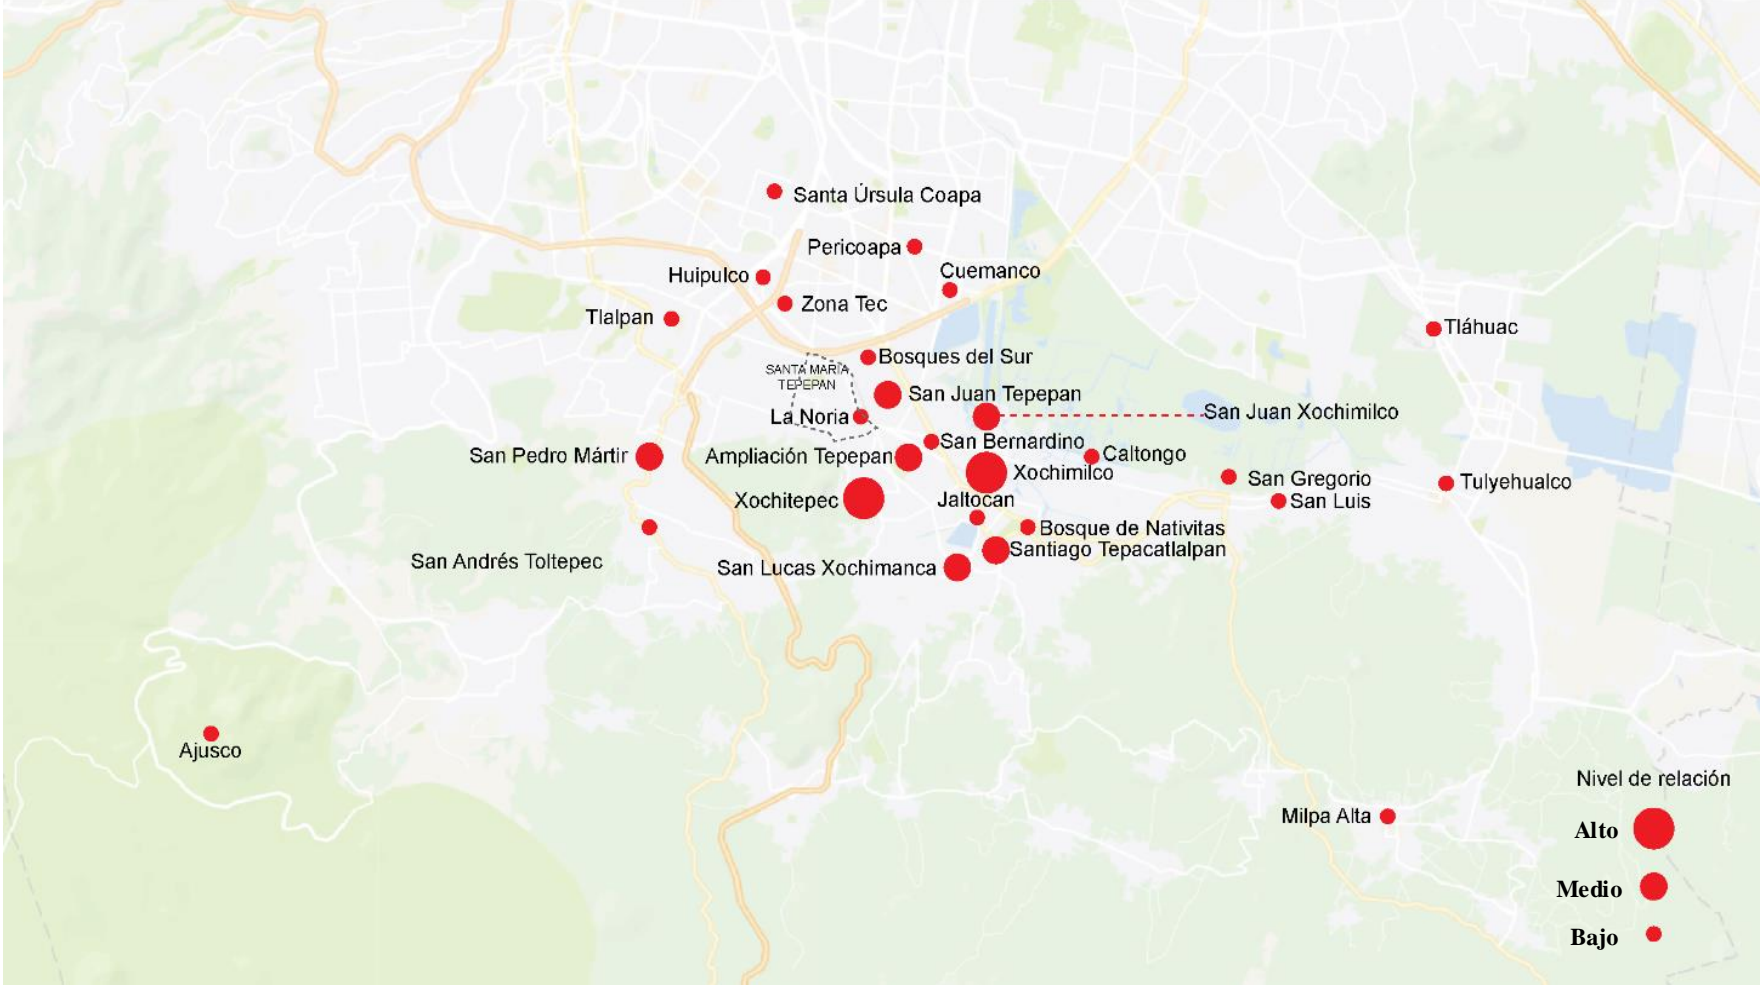 Santa Úrsula Coapa
Pericoapa
Cuemanco
Huipulco
Zona Tec
Tlalpan
Tláhuac
Bosques del Sur
SANTA MARÍA
TEPEPAN
San Juan Tepepan
San Juan Xochimilco
La Noria
San Bernardino
San Pedro Mártir
Ampliación Tepepan
Caltongo
Xochimilco
San Gregorio
Tulyehualco
Xochitepec
Jaltocan
San Luis
Bosque de Nativitas
Santiago Tepacatlalpan
San Andrés Toltepec
San Lucas Xochimanca
Ajusco
Milpa Alta
Nivel de relación
Alto
Medio
Bajo